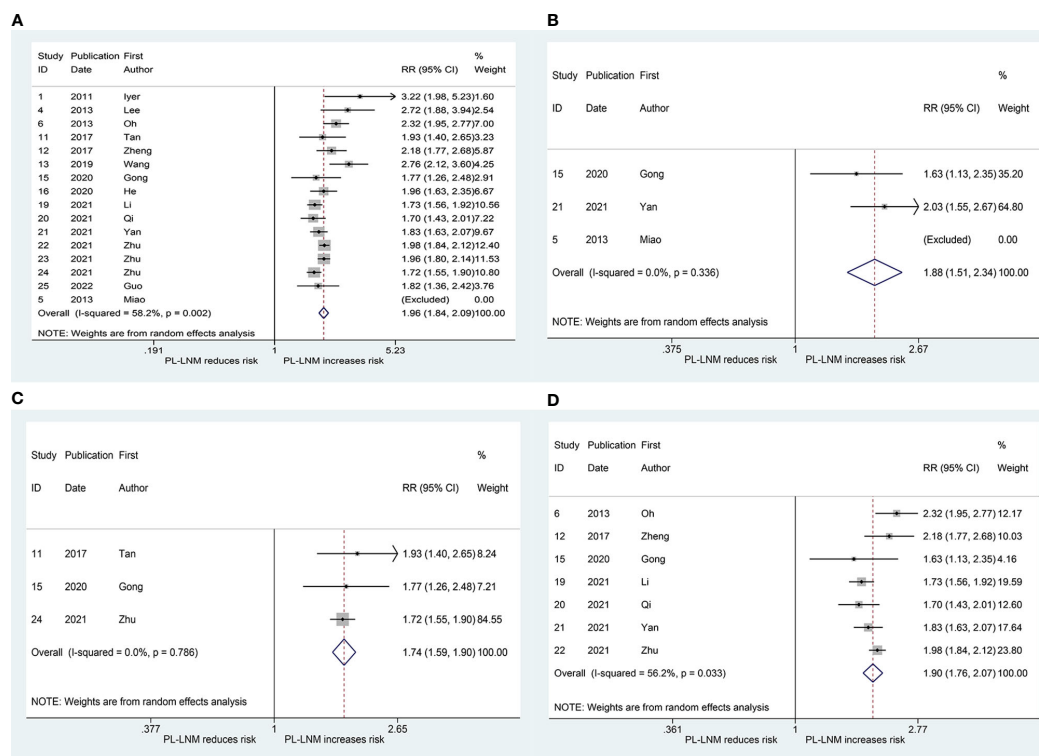 A
Study Publication First %
ID Date Author RR (95% CI) Weight
1 2011 Iyer 3.22 (1.98, 5.23) 1.60
4 2013 Lee 2.72 (1.88, 3.94) 2.54
6 2013 Oh 2.32 (1.95, 2.77) 7.00
11 2017 Tan 1.93 (1.40, 2.65) 3.23
12 2017 Zheng 2.18 (1.77, 2.68) 5.87
13 2019 Wang 2.76 (2.12, 3.60) 4.25
15 2020 Gong 1.77 (1.26, 2.48) 2.91
16 2020 He 1.96 (1.63, 2.35) 6.67
19 2021 Li 1.73 (1.56, 1.92) 10.56
20 2021 Qi 1.70 (1.43, 2.01) 7.22
21 2021 Yan 1.83 (1.63, 2.07) 9.67
22 2021 Zhu 1.98 (1.84, 2.12) 12.40
23 2021 Zhu 1.96 (1.80, 2.14) 11.53
24 2021 Zhu 1.72 (1.55, 1.90) 10.80
25 2022 Guo 1.82 (1.36, 2.42) 3.76
5 2013 Miao (Excluded) 0.00
Overall (I-squared = 58.2%, p = 0.002) 1.96 (1.84, 2.09) 100.00
NOTE: Weights are from random effects analysis
.191 1 5.23
PL-LNM reduces risk PL-LNM increases risk
B
Study Publication First %
ID Date Author RR (95% CI) Weight
15 2020 Gong 1.63 (1.13, 2.35) 35.20
21 2021 Yan 2.03 (1.55, 2.67) 64.80
5 2013 Miao (Excluded) 0.00
Overall (I-squared = 0.0%, p = 0.336) 1.88 (1.51, 2.34) 100.00
NOTE: Weights are from random effects analysis
.375 1 2.67
PL-LNM reduces risk PL-LNM increases risk
C
Study Publication First %
ID Date Author RR (95% CI) Weight
11 2017 Tan 1.93 (1.40, 2.65) 8.24
15 2020 Gong 1.77 (1.26, 2.48) 7.21
24 2021 Zhu 1.72 (1.55, 1.90) 84.55
Overall (I-squared = 0.0%, p = 0.786) 1.74 (1.59, 1.90) 100.00
NOTE: Weights are from random effects analysis
.377 1 2.65
PL-LNM reduces risk PL-LNM increases risk
D
Study Publication First %
ID Date Author RR (95% CI) Weight
6 2013 Oh 2.32 (1.95, 2.77) 12.17
12 2017 Zheng 2.18 (1.77, 2.68) 10.03
15 2020 Gong 1.63 (1.13, 2.35) 4.16
19 2021 Li 1.73 (1.56, 1.92) 19.59
20 2021 Qi 1.70 (1.43, 2.01) 12.60
21 2021 Yan 1.83 (1.63, 2.07) 17.64
22 2021 Zhu 1.98 (1.84, 2.12) 23.80
Overall (I-squared = 56.2%, p = 0.033) 1.90 (1.76, 2.07) 100.00
NOTE: Weights are from random effects analysis
.361 1 2.77
PL-LNM reduces risk PL-LNM increases risk